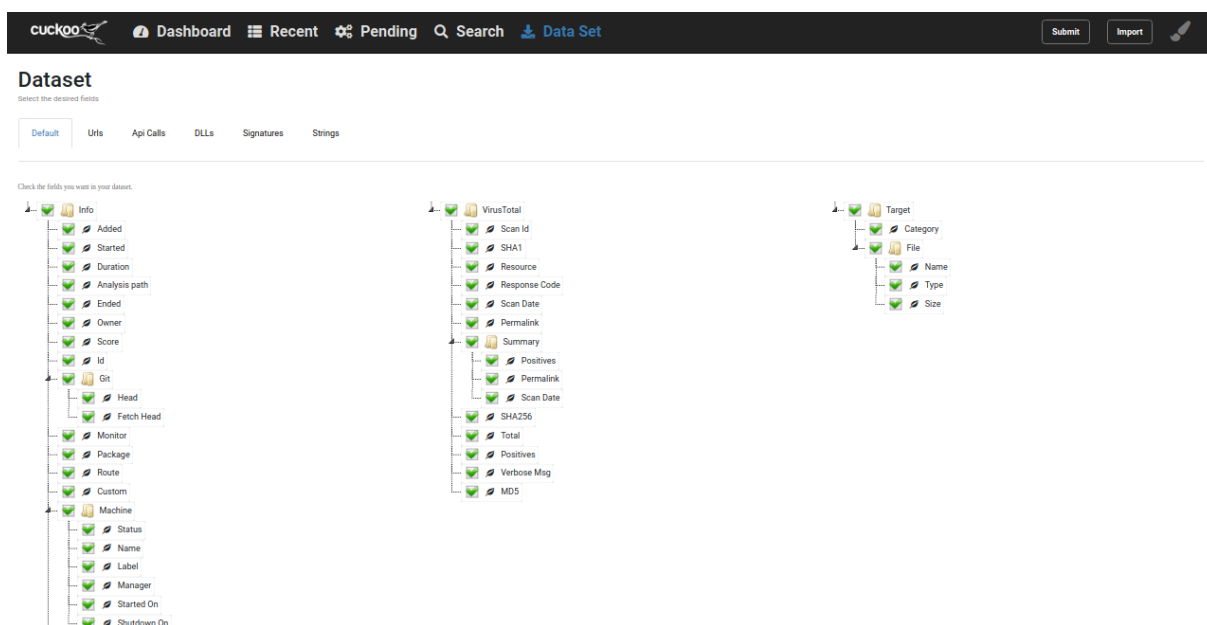 cuckoo Dashboard Recent Pending Search Data Set Submit Import
Dataset
Select the desired fields
Default Urls Api Calls DLLs Signatures Strings
Check the fields you want in your dataset.
Info
Added
Started
Duration
Analysis path
Ended
Owner
Score
Id
Git
Head
Fetch Head
Monitor
Package
Route
Custom
Machine
Status
Name
Label
Manager
Started On
Shutdown On
VirusTotal
Scan Id
SHA1
Resource
Response Code
Scan Date
Permalink
Summary
Positives
Permalink
Scan Date
SHA256
Total
Positives
Verbose Msg
MD5
Target
Category
File
Name
Type
Size